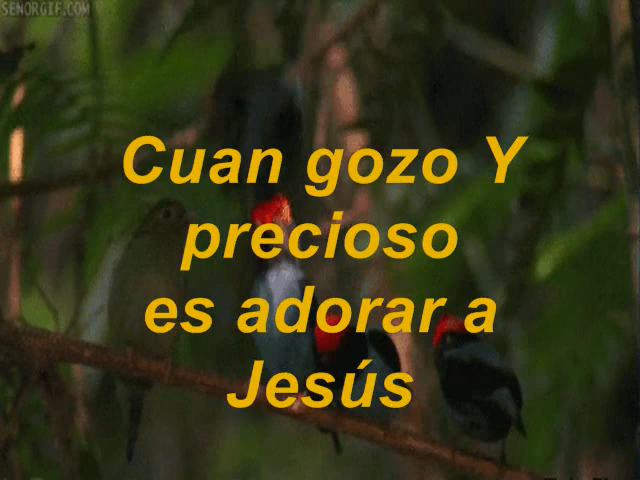 SENORGIF.COM
Cuan gozo Y
precioso
es adorar a
Jesús